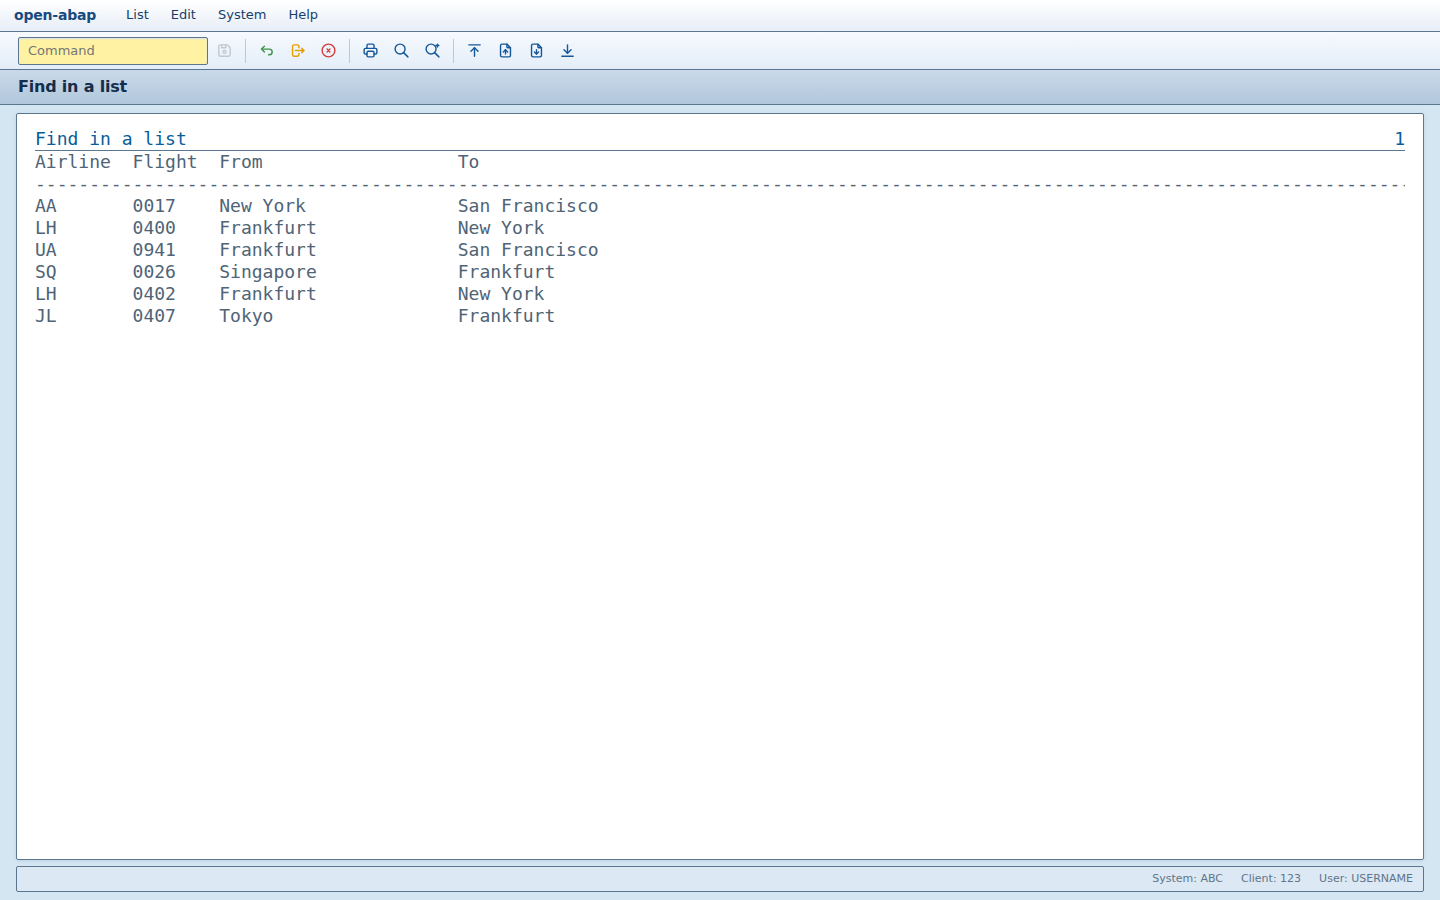 open-abap List Edit System Help
Command
Find in a list
Find in a list 1
Airline Flight From To
AA 0017 New York San Francisco
LH 0400 Frankfurt New York
UA 0941 Frankfurt San Francisco
SQ 0026 Singapore Frankfurt
LH 0402 Frankfurt New York
JL 0407 Tokyo Frankfurt
System: ABC Client: 123 User: USERNAME